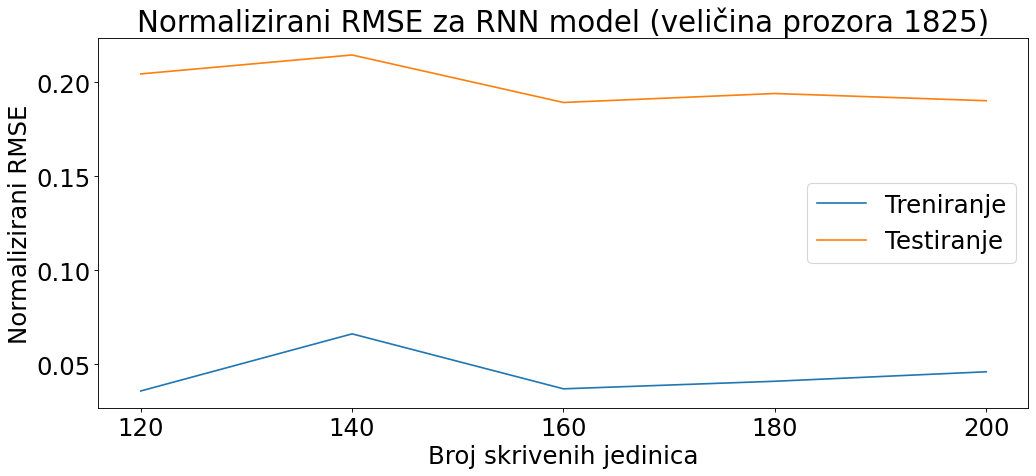 Normalizirani RMSE za RNN model (veličina prozora 1825)
Normalizirani RMSE
0.20
0.15
0.10
0.05
Treniranje
Testiranje
120 140 160 180 200
Broj skrivenih jedinica